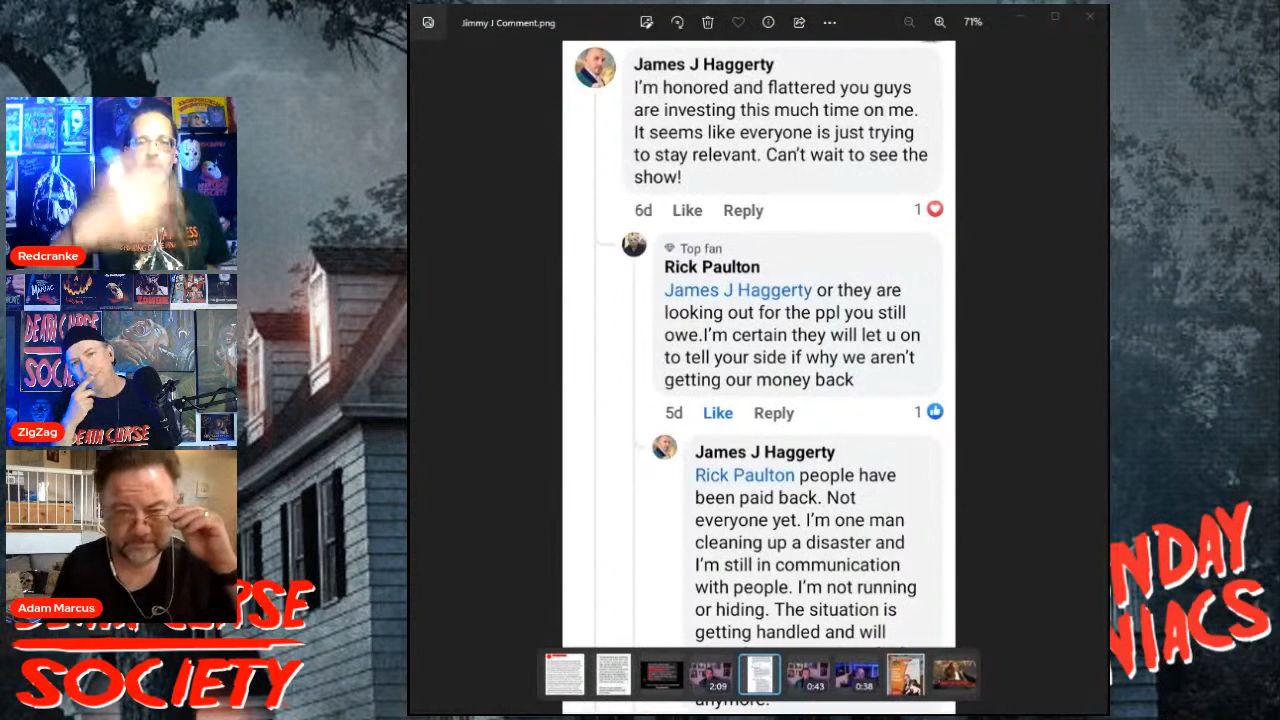 Jimmy J Comment.png
71%
James J Haggerty
I'm honored and flattered you guys
are investing this much time on me.
It seems like everyone is just trying
to stay relevant. Can't wait to see the
show!
6d Like Reply 1
Top fan
Rick Paulton
James J Haggerty or they are
looking out for the ppl you still
owe.I'm certain they will let u on
to tell your side if why we aren't
getting our money back
5d Like Reply 1
James J Haggerty
Rick Paulton people have
been paid back. Not
everyone yet. I'm one man
cleaning up a disaster and
I'm still in communication
with people. I'm not running
or hiding. The situation is
getting handled and will
anymore.
2:09
0:43
0:38
Redcranke
DEATH CURSE
SOCIETY
ZigZag
Adam Marcus
SOCIETY